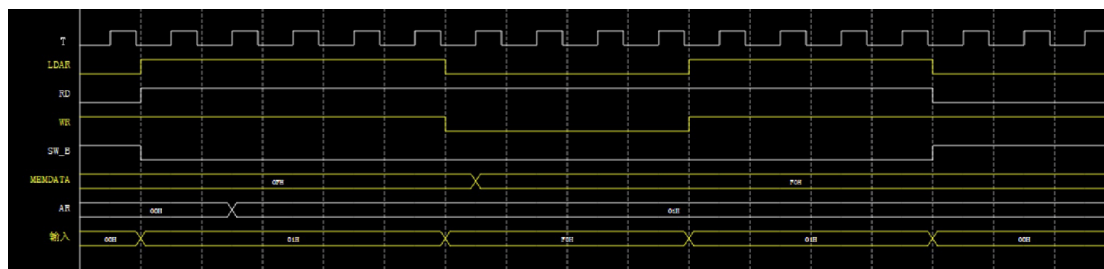 T
LDAR
RD
WR
SW_B
MEMDATA 0FH F0H
AR 00H 01H
输入 00H 01H F0H 01H 00H